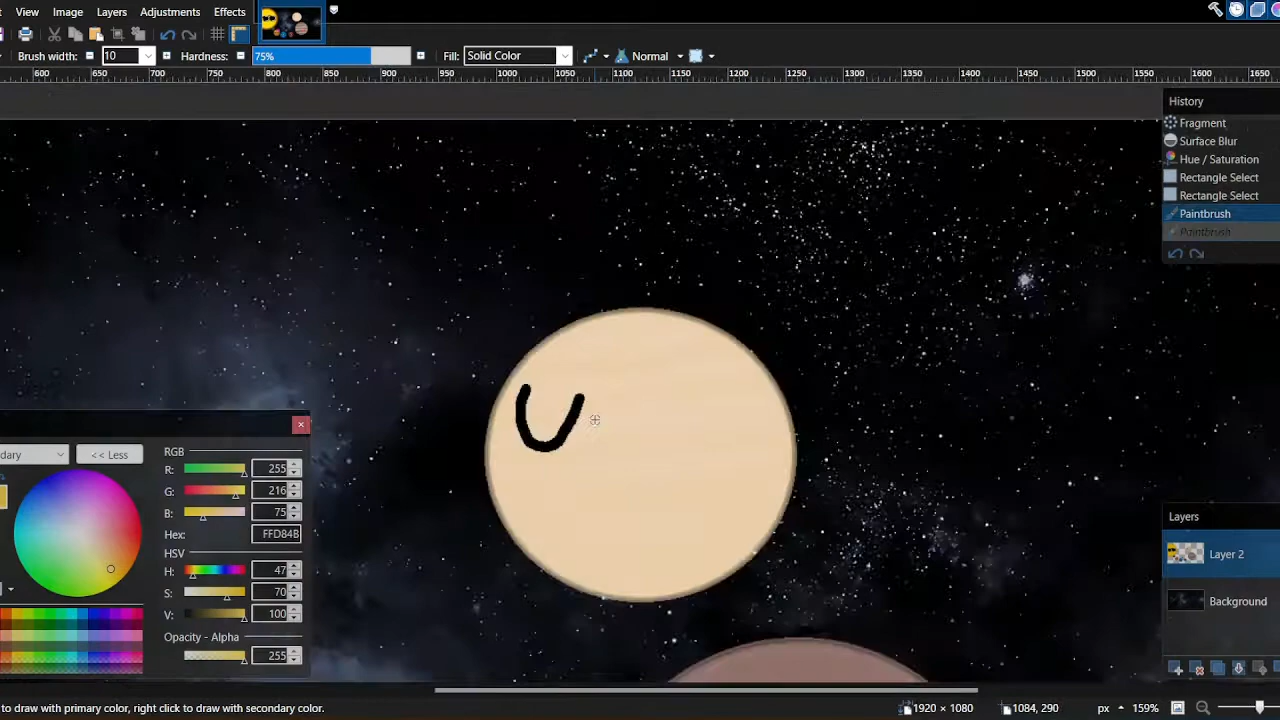 View Image Layers Adjustments Effects
Brush width: 10 Hardness: 75% Fill: Solid Color Normal
600 650 700 750 800 850 900 950 1000 1050 1100 1150 1200 1250 1300 1350 1400 1450 1500 1550 1600 1650
History
Fragment
Surface Blur
Hue / Saturation
Rectangle Select
Rectangle Select
Paintbrush
Paintbrush
dary << Less
RGB
R: 255
G: 216
B: 75
Hex: FFD84B
HSV
H: 47
S: 70
V: 100
Opacity - Alpha
255
Layers
Layer 2
Background
to draw with primary color, right click to draw with secondary color. 1920 × 1080 1084, 290 px 159%